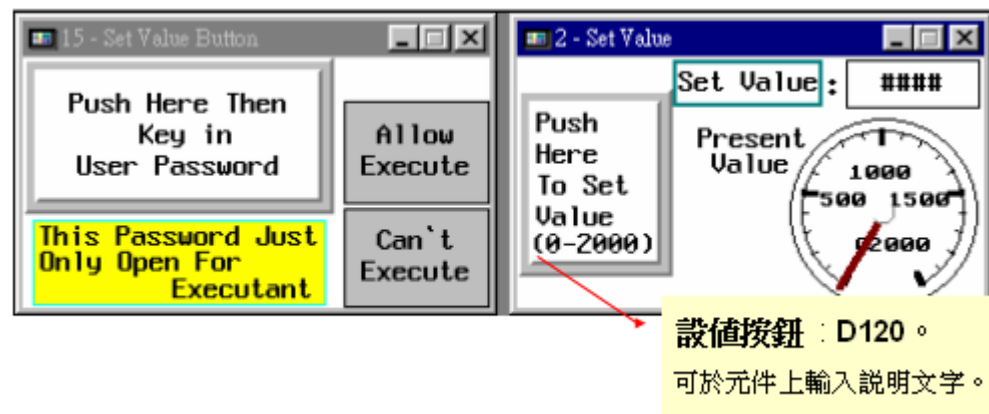 15 - Set Value Button
Push Here Then
Key in
User Password
Allow
Execute
This Password Just
Only Open For
Executant
Can`t
Execute
2 - Set Value
Set Value :
####
Push
Here
To Set
Value
(0-2000)
Present
Value
1000
500
1500
0
2000
設值按鈕：D120。
可於元件上輸入說明文字。